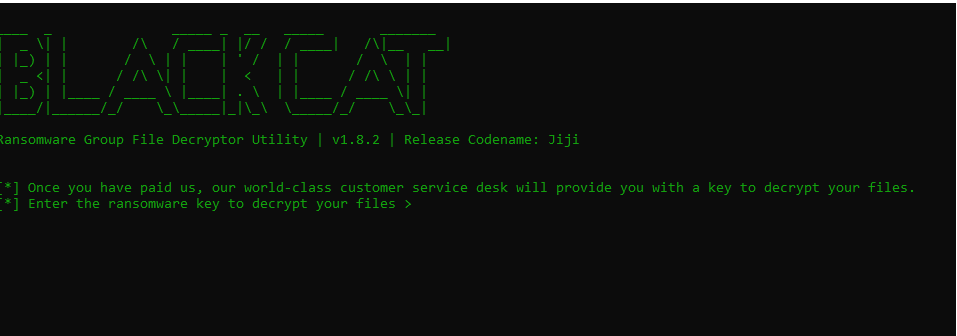 BLACKCAT
Ransomware Group File Decryptor Utility | v1.8.2 | Release Codename: Jiji
[*] Once you have paid us, our world-class customer service desk will provide you with a key to decrypt your files.
[*] Enter the ransomware key to decrypt your files >